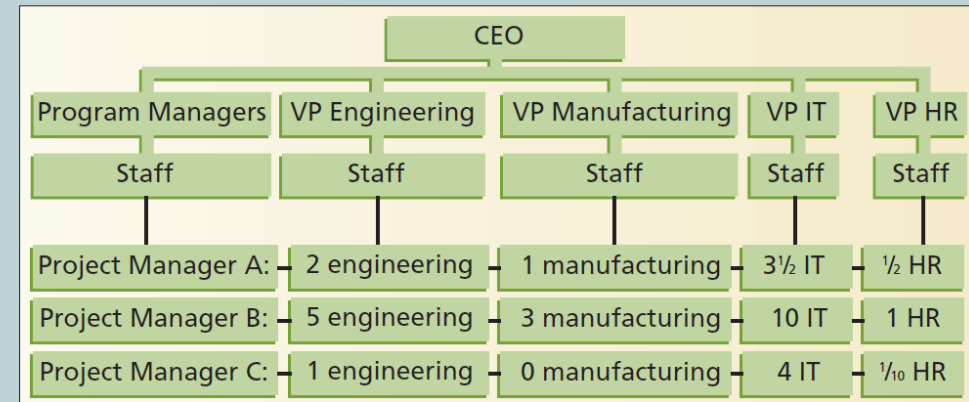 CEO
Program Managers VP Engineering VP Manufacturing VP IT VP HR
Staff Staff Staff Staff Staff
Project Manager A: 2 engineering 1 manufacturing 3½ IT ½ HR
Project Manager B: 5 engineering 3 manufacturing 10 IT 1 HR
Project Manager C: 1 engineering 0 manufacturing 4 IT 1/10 HR